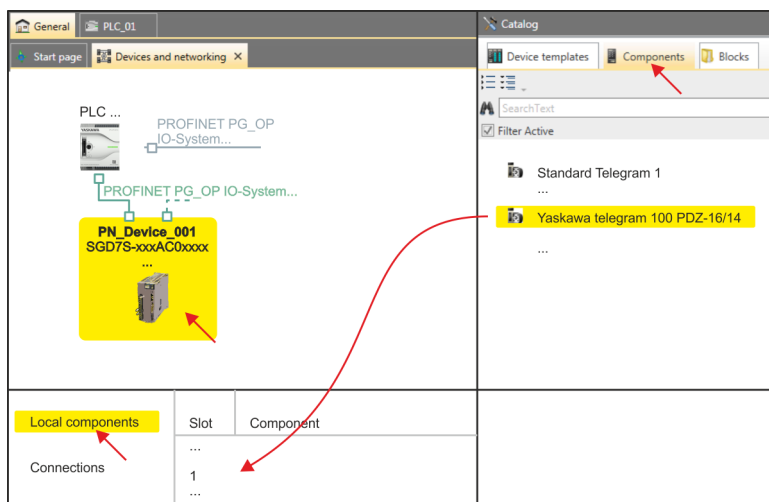 General
PLC_01
Start page
Devices and networking
PLC ...
PROFINET PG_OP
IO-System...
PROFINET PG_OP IO-System...
PN_Device_001
SGD7S-xxxAC0xxxx
...
Local components
Connections
Slot
Component
...
1
...
Catalog
Device templates
Components
Blocks
SearchText
Filter Active
Standard Telegram 1
...
Yaskawa telegram 100 PDZ-16/14
...